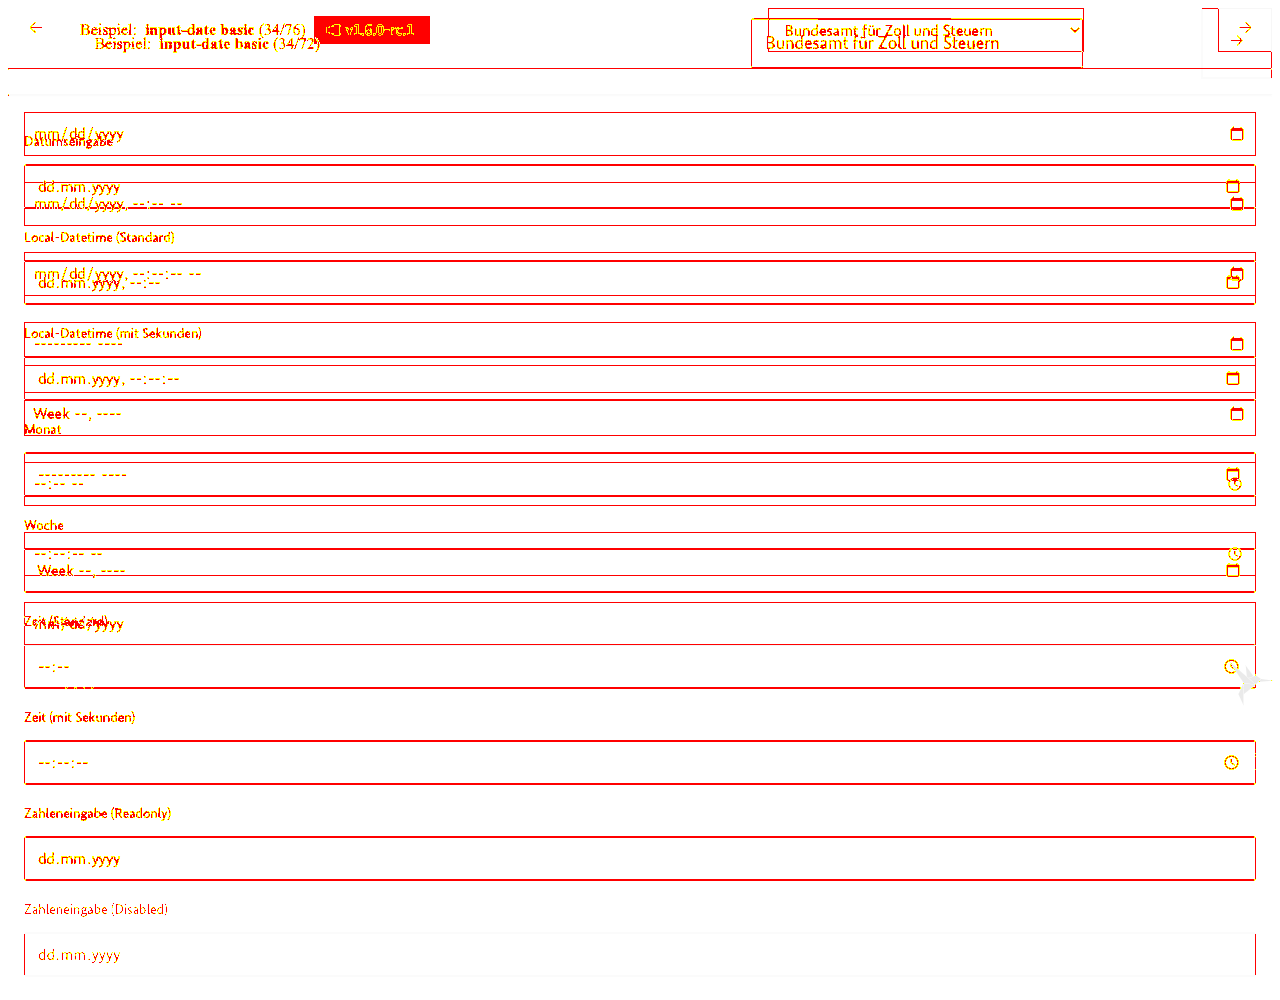 Beispiel: input-date basic (34/76) v1.6.0-rc.1
Beispiel: input-date basic (34/72)
Bundesamt für Zoll und Steuern
Bundesamt für Zoll und Steuern
mm/dd/yyyy
Datumseingabe
dd.mm.yyyy
mm/dd/yyyy, --:-- --
Local-Datetime (Standard)
mm/dd/yyyy, --:--:-- --
dd.mm.yyyy, --:--
Local-Datetime (mit Sekunden)
--------- ----
dd.mm.yyyy, --:--:--
Week --, ----
Monat
--------- ----
--:-- --
Woche
--:--:-- --
Week --, ----
Zeit (Standard)
mm/dd/yyyy
--:--
Zeit (mit Sekunden)
--:--:--
Zahleneingabe (Readonly)
dd.mm.yyyy
Zahleneingabe (Disabled)
dd.mm.yyyy